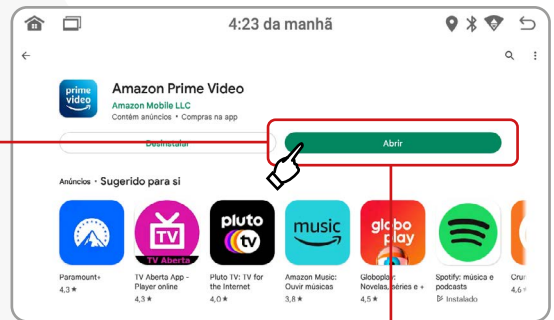 4:23 da manhã
prime video
Amazon Prime Video
Amazon Mobile LLC
Contém anúncios • Compras na app
Desinstalar
Abrir
Anúncios • Sugerido para si
TV
TV Aberta
pluto
tv
music
globo
play
Paramount+
4,3★
TV Aberta App -
Player online
4,3★
Pluto TV: TV for
the Internet
4,0★
Amazon Music:
Ouvir músicas
3,8★
Globoplay:
Novelas, séries e +
4,5★
Spotify: música e
podcasts
Instalado
Crun
4,6★